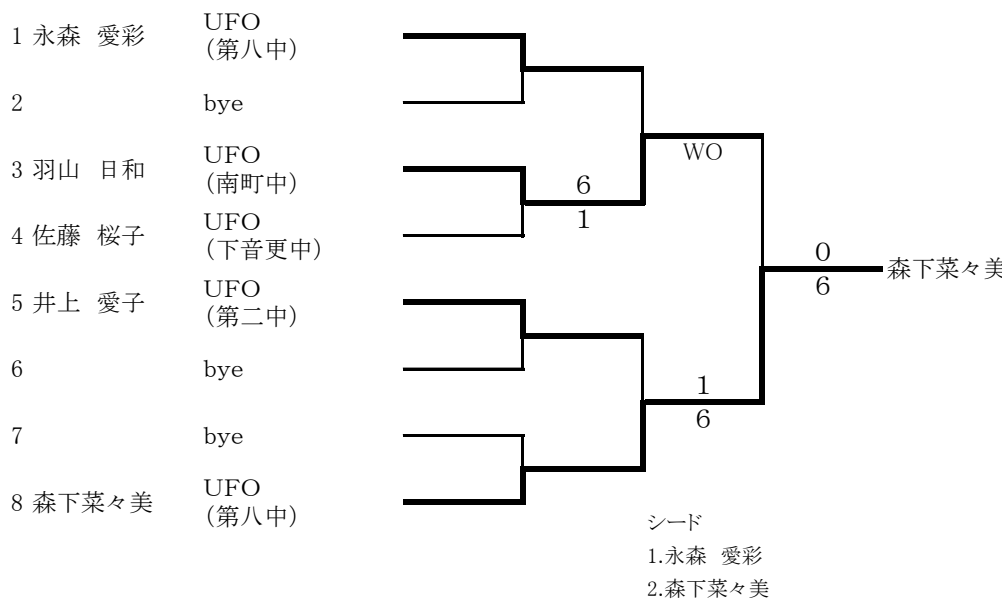 1 永森 愛彩 UFO
(第八中)
2 bye
3 羽山 日和 UFO
(南町中)
4 佐藤 桜子 UFO
(下音更中)
5 井上 愛子 UFO
(第二中)
6 bye
7 bye
8 森下菜々美 UFO
(第八中)
6
1
WO
1
6
0
6
森下菜々美
シード
1.永森 愛彩
2.森下菜々美